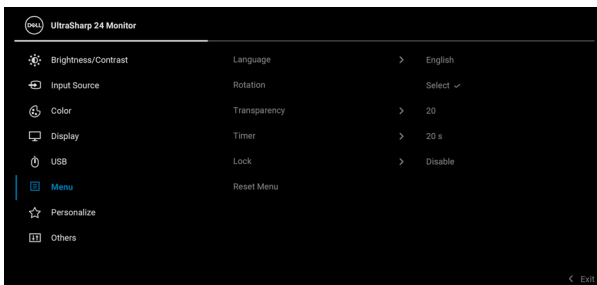 DELL UltraSharp 24 Monitor
Brightness/Contrast
Input Source
Color
Display
USB
Menu
Personalize
Others
Language > English
Rotation Select ✓
Transparency > 20
Timer > 20 s
Lock > Disable
Reset Menu
< Exit